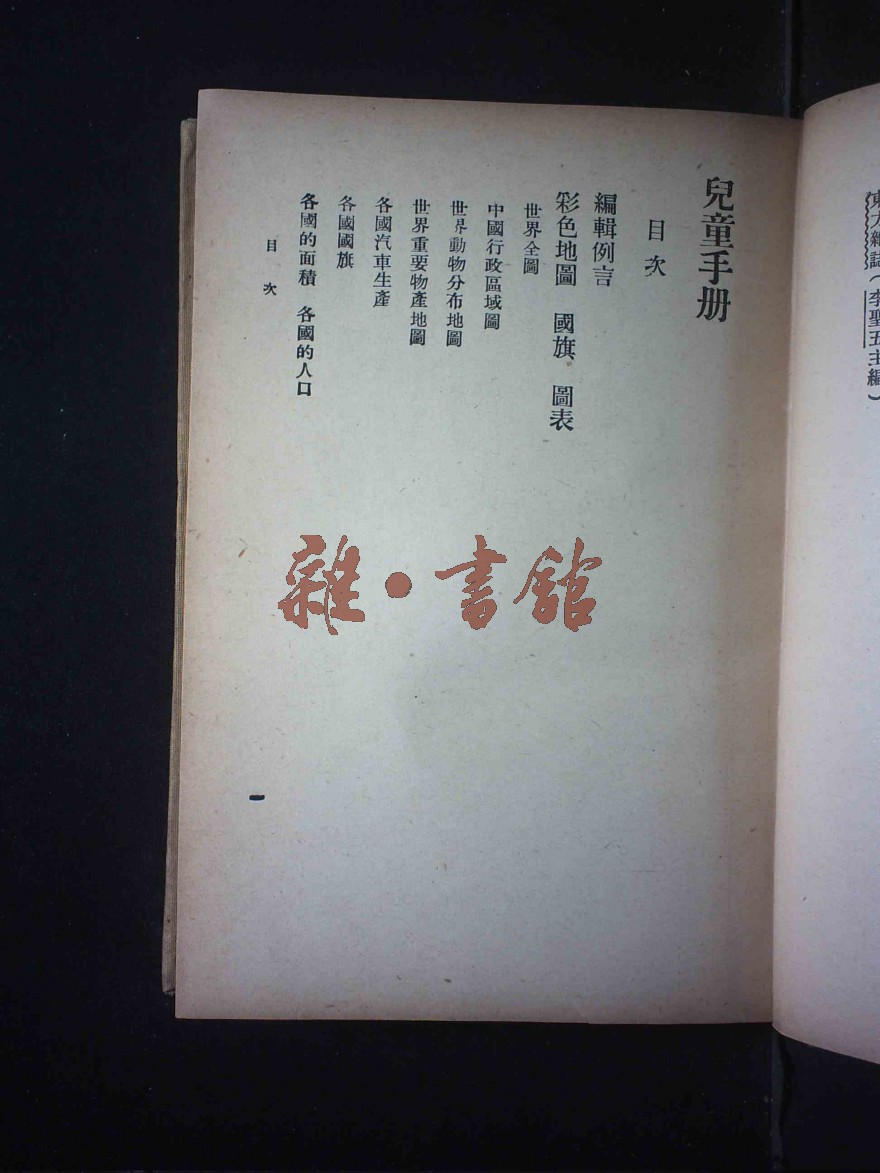 東方雜誌(李聖五主編)
兒童手册
目次
編輯例言
彩色地圖 國旗 圖表
世界全圖
中國行政區域圖
世界動物分布地圖
世界重要物產地圖
各國汽車生產
各國國旗
各國的面積 各國的人口
目次
一
雜·書館